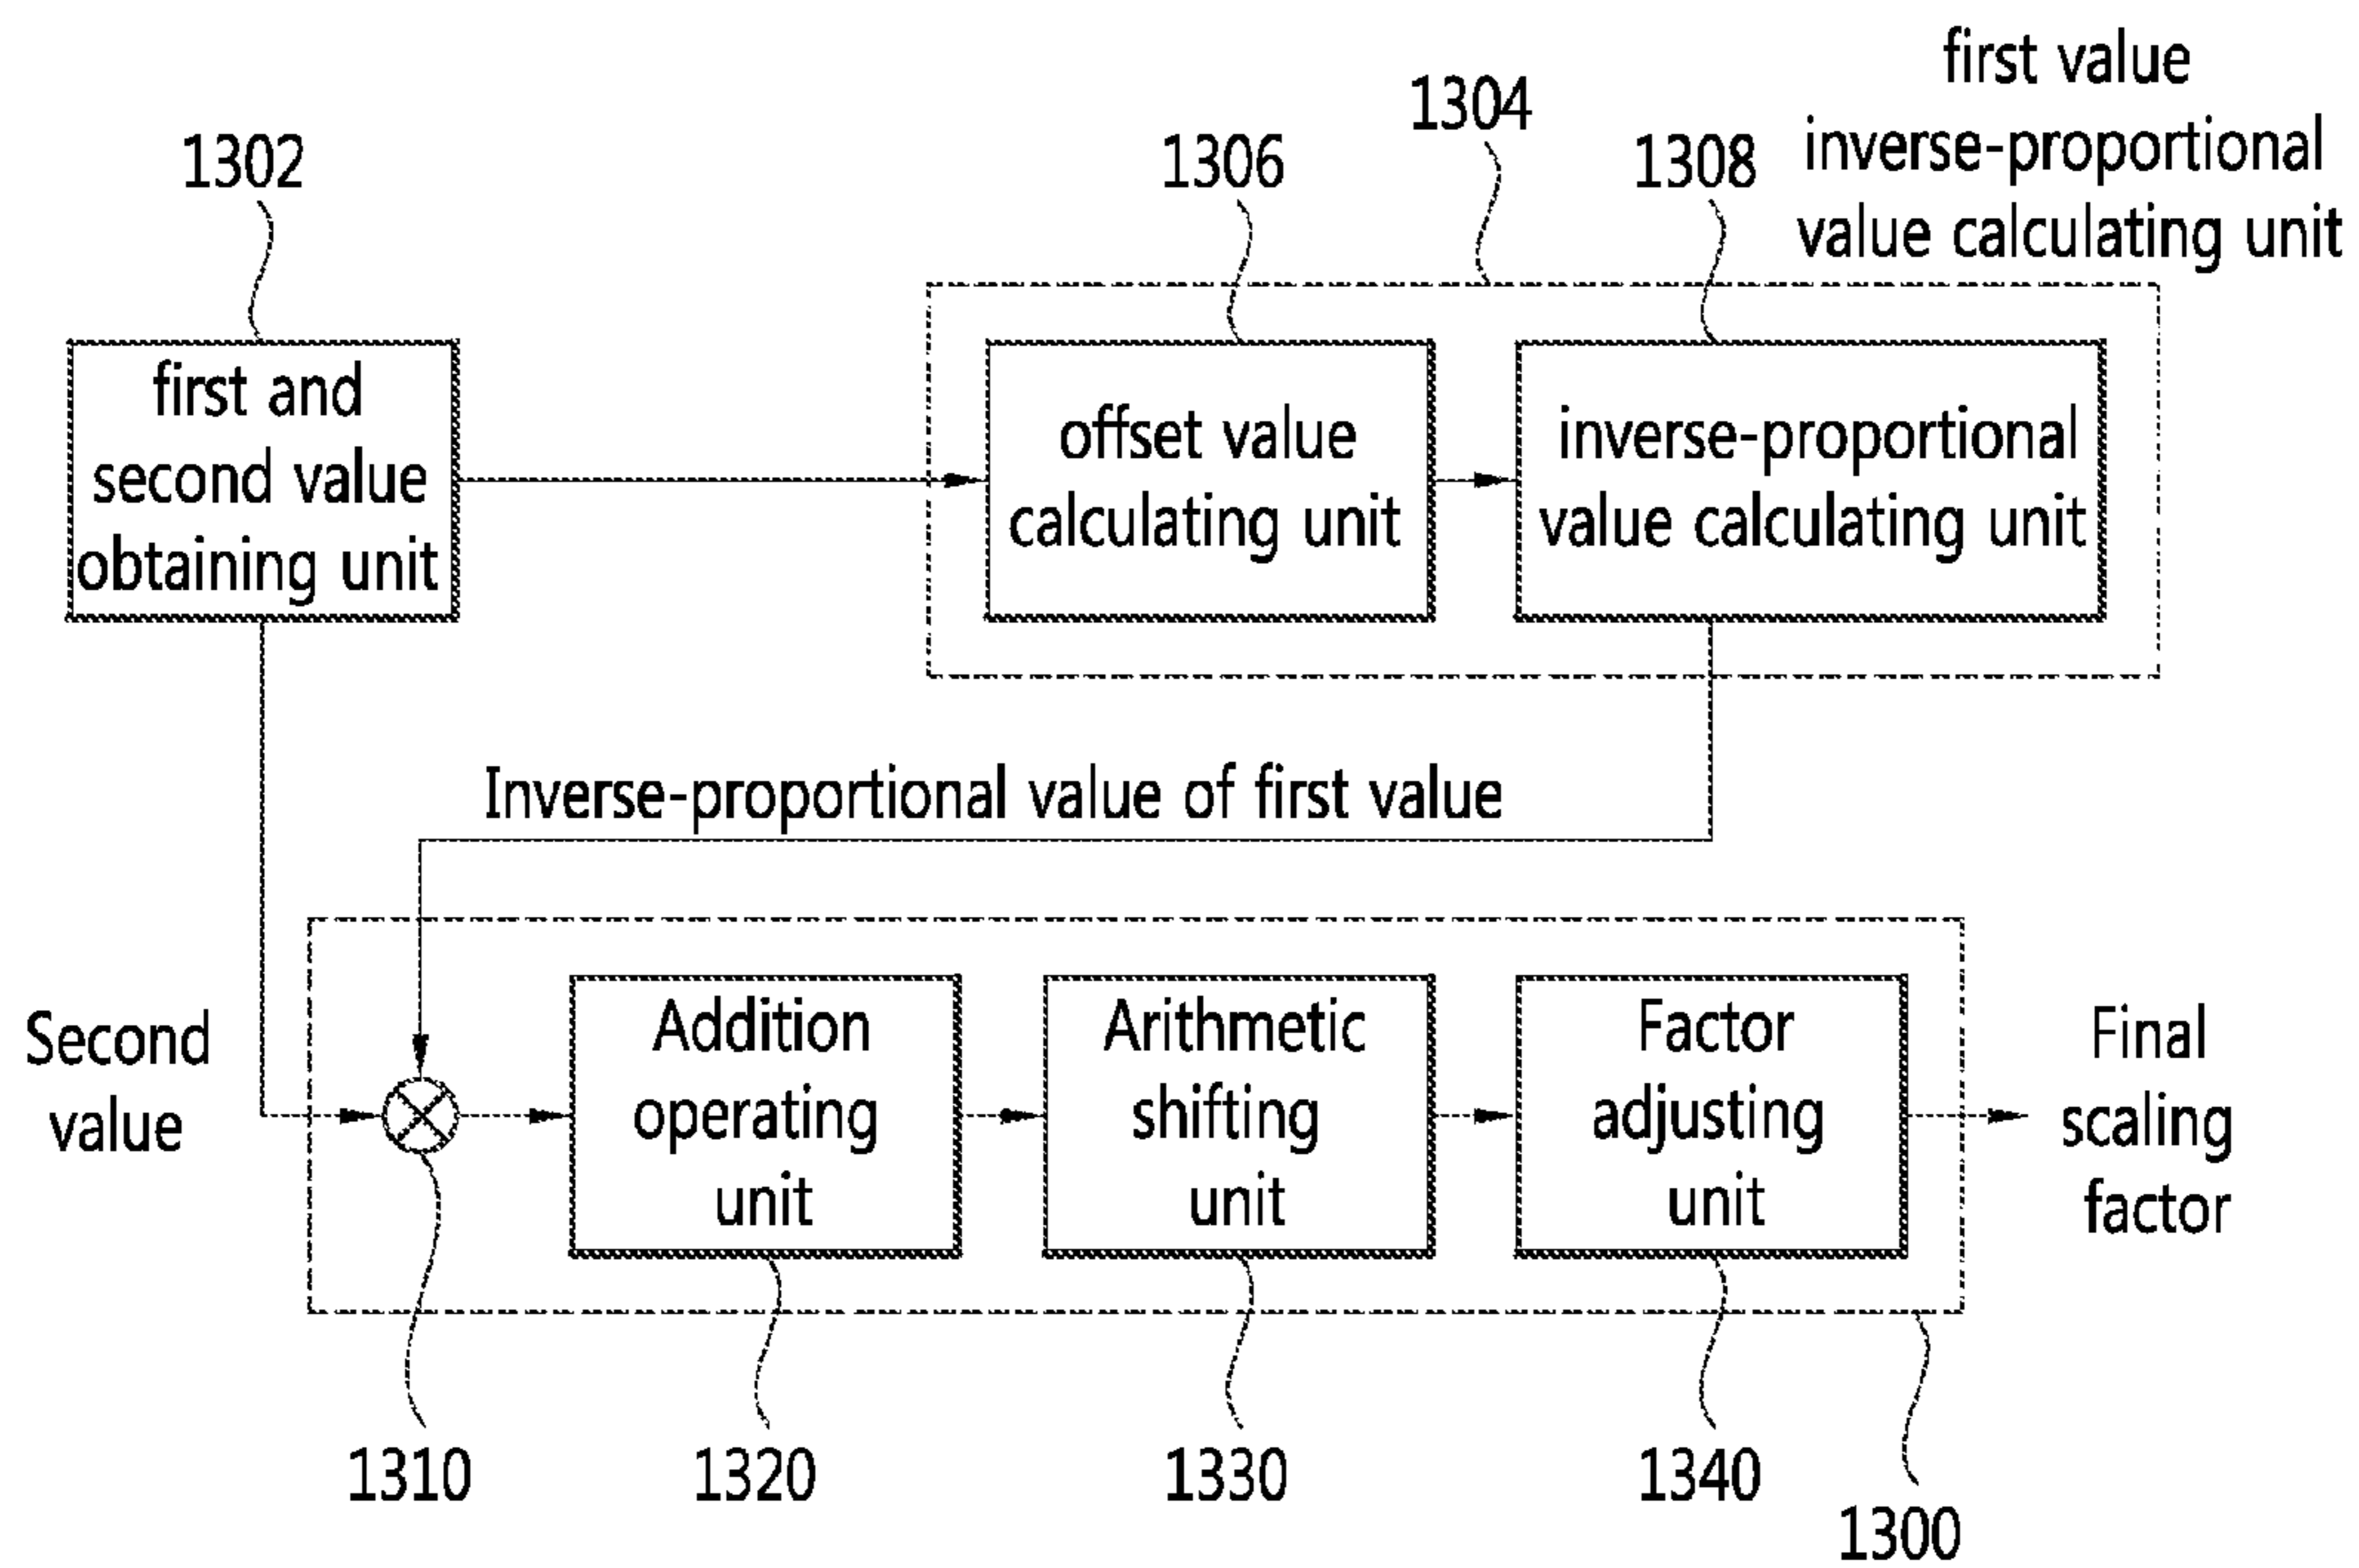 first value
inverse-proportional
value calculating unit
1304
1302
1306
1308
first and
second value
obtaining unit
offset value
calculating unit
inverse-proportional
value calculating unit
Inverse-proportional value of first value
Second
value
Addition
operating
unit
Arithmetic
shifting
unit
Factor
adjusting
unit
Final
scaling
factor
1310
1320
1330
1340
1300